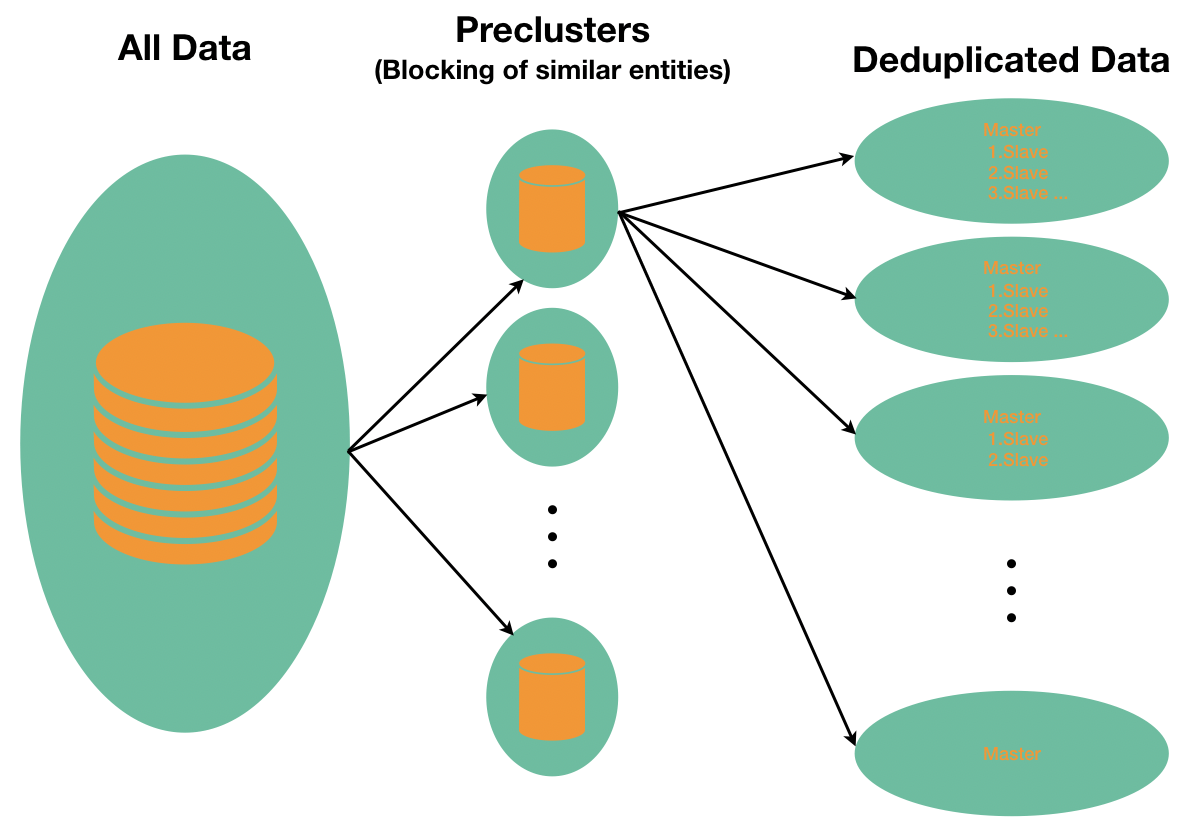 All Data
Preclusters
(Blocking of similar entities)
Deduplicated Data
Master
1.Slave
2.Slave
3.Slave ...
Master
1.Slave
2.Slave
3.Slave ...
Master
1.Slave
2.Slave
Master